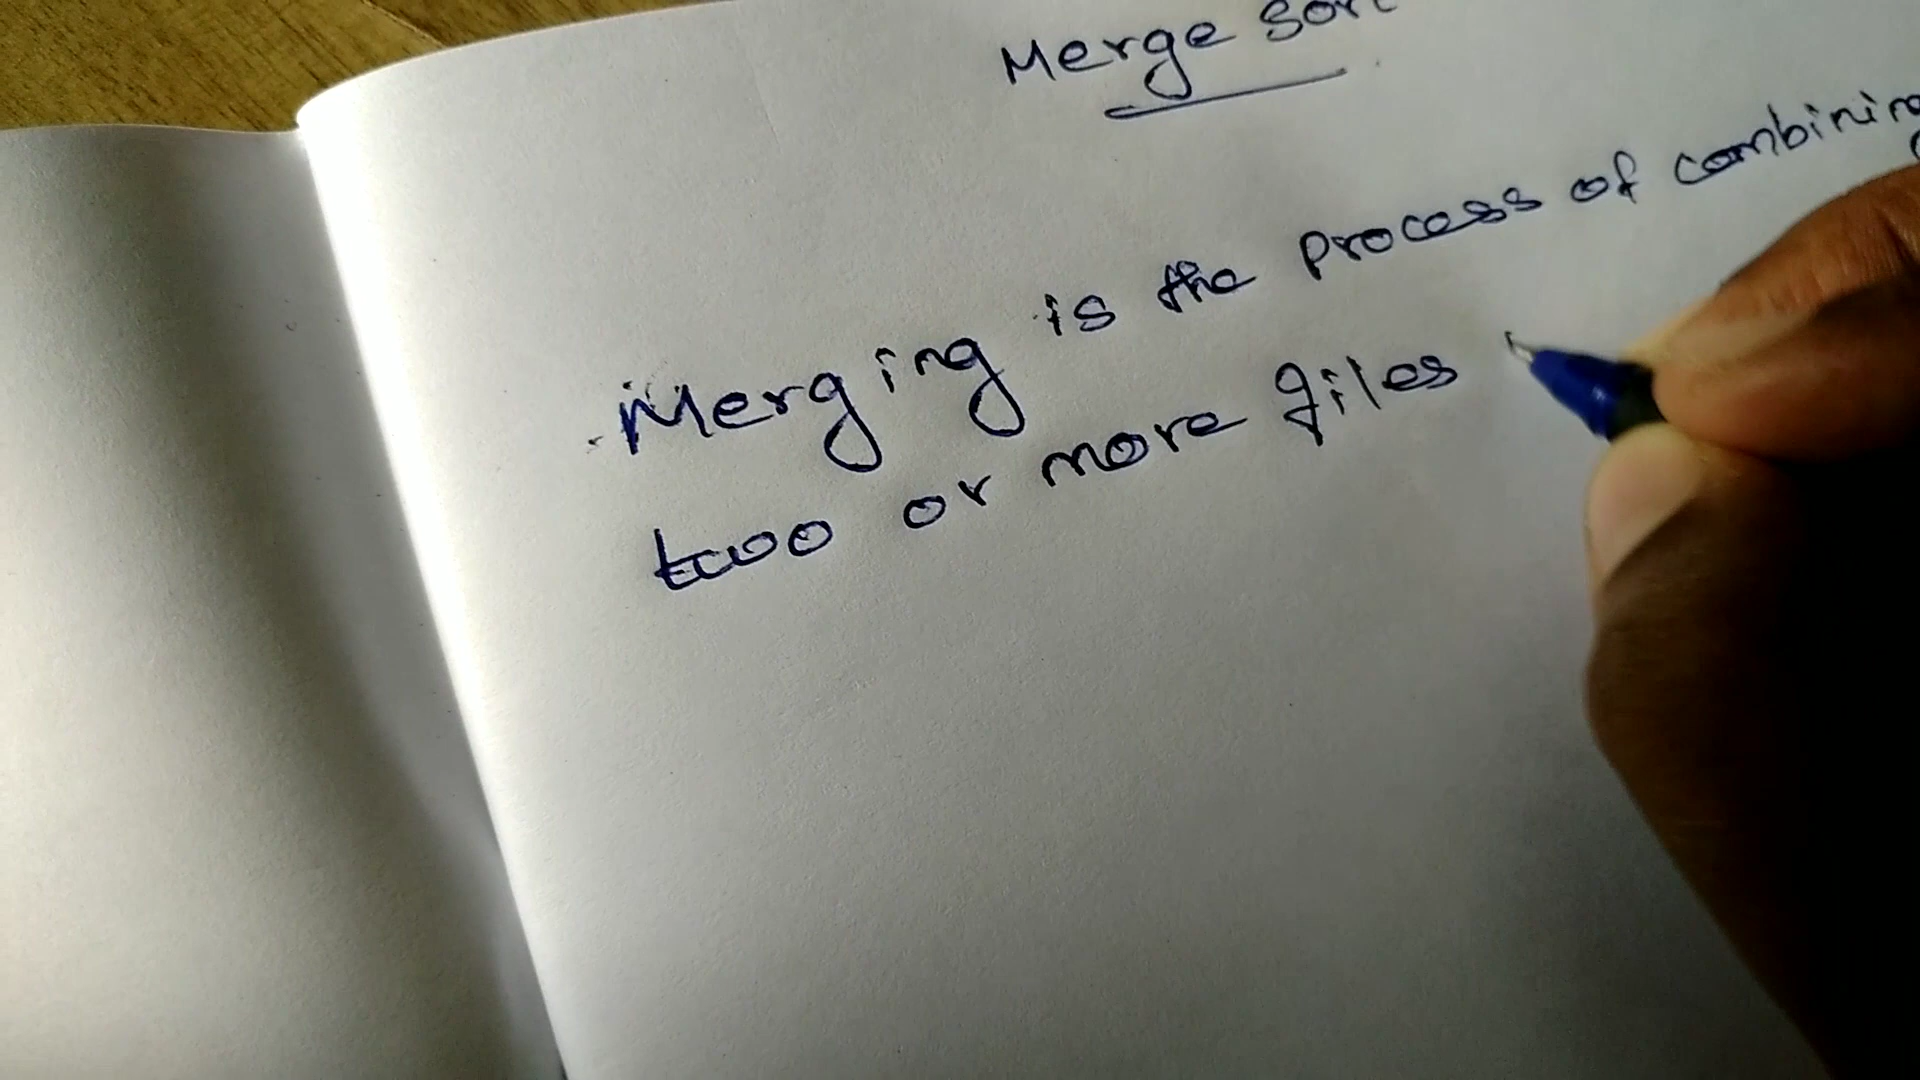 Merge Sort
Merging is the process of combining
two or more files